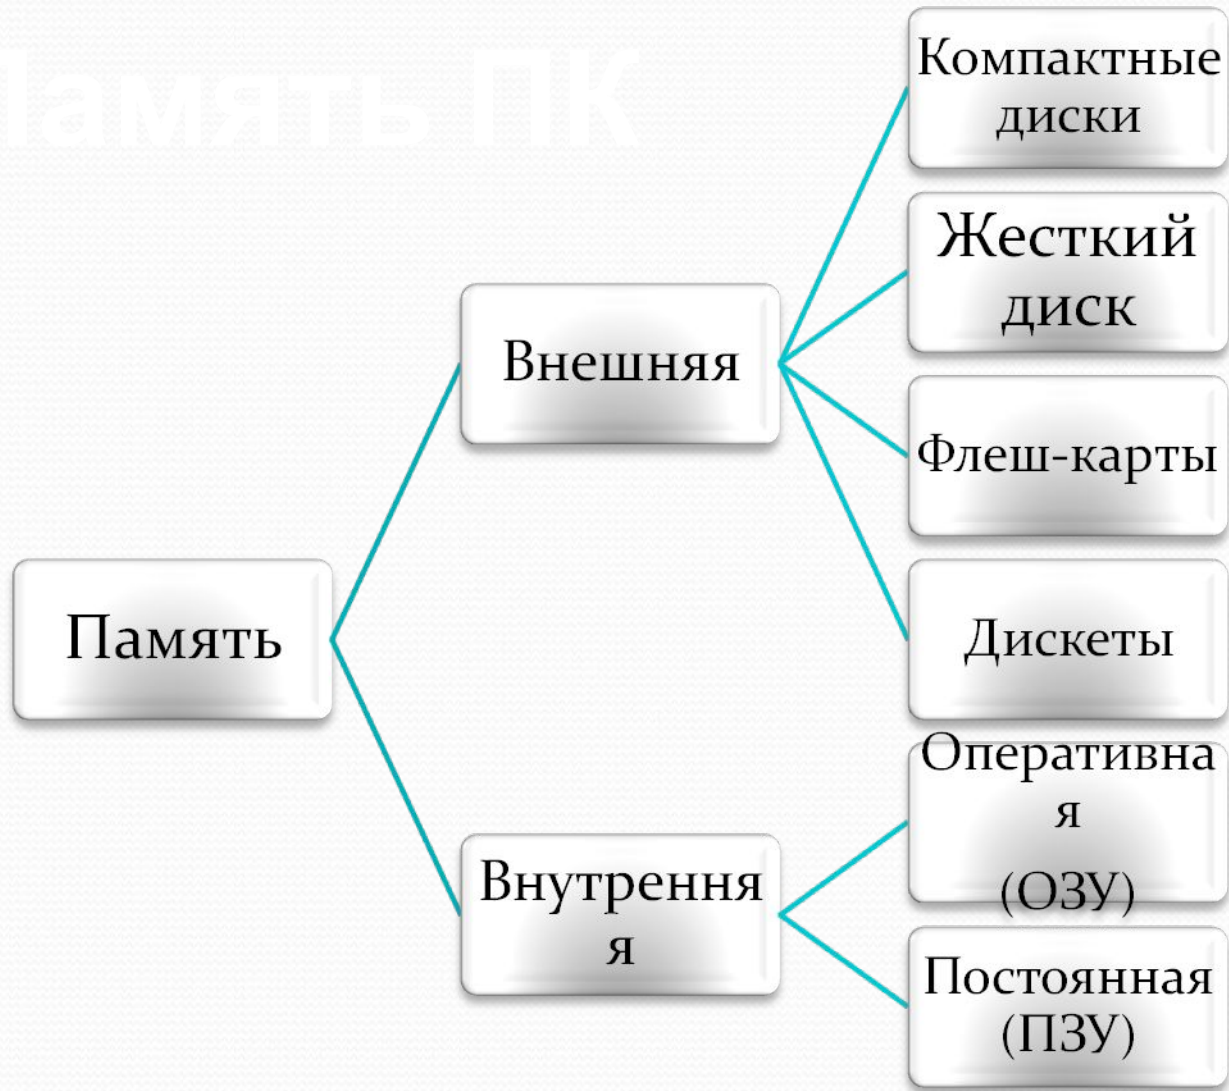 Память ПК
Компактные
диски
Жесткий
диск
Внешняя
Флеш-карты
Память
Дискеты
Оперативна
я
(ОЗУ)
Внутрення
я
Постоянная
(ПЗУ)